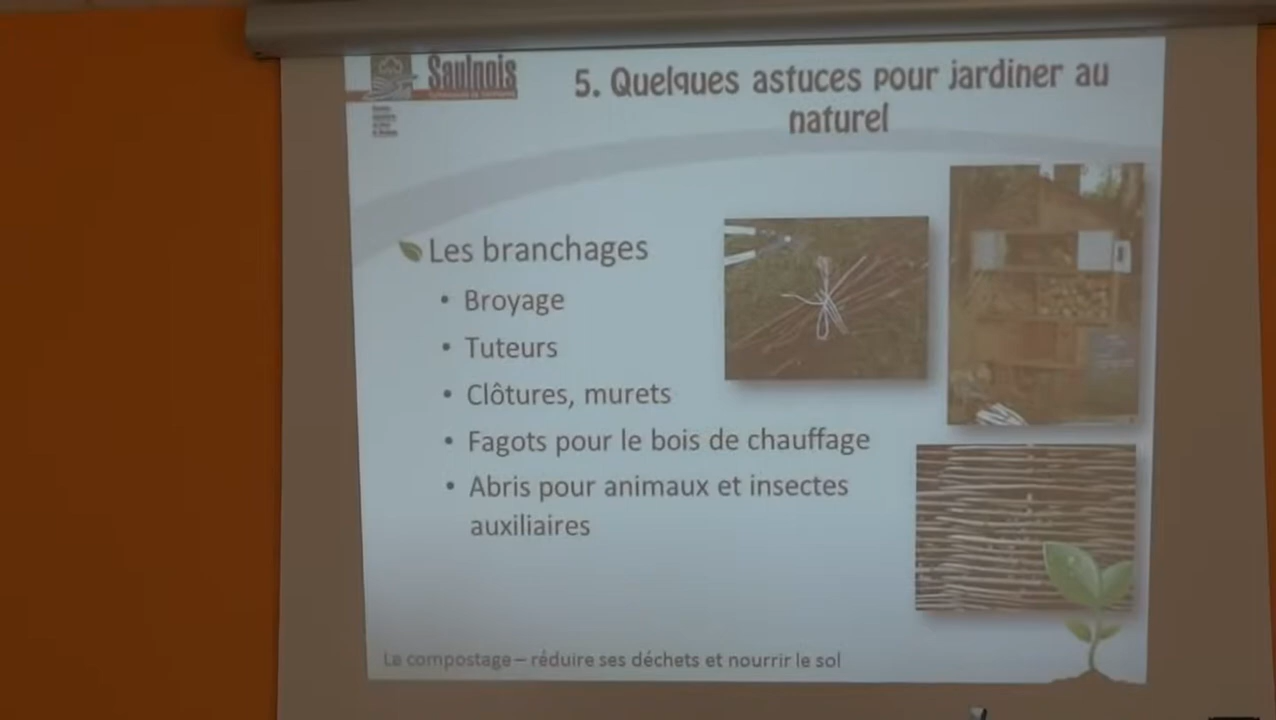 Saulnois
5. Quelques astuces pour jardiner au
naturel
Les branchages
• Broyage
• Tuteurs
• Clôtures, murets
• Fagots pour le bois de chauffage
• Abris pour animaux et insectes
auxiliaires
Le compostage – réduire ses déchets et nourrir le sol